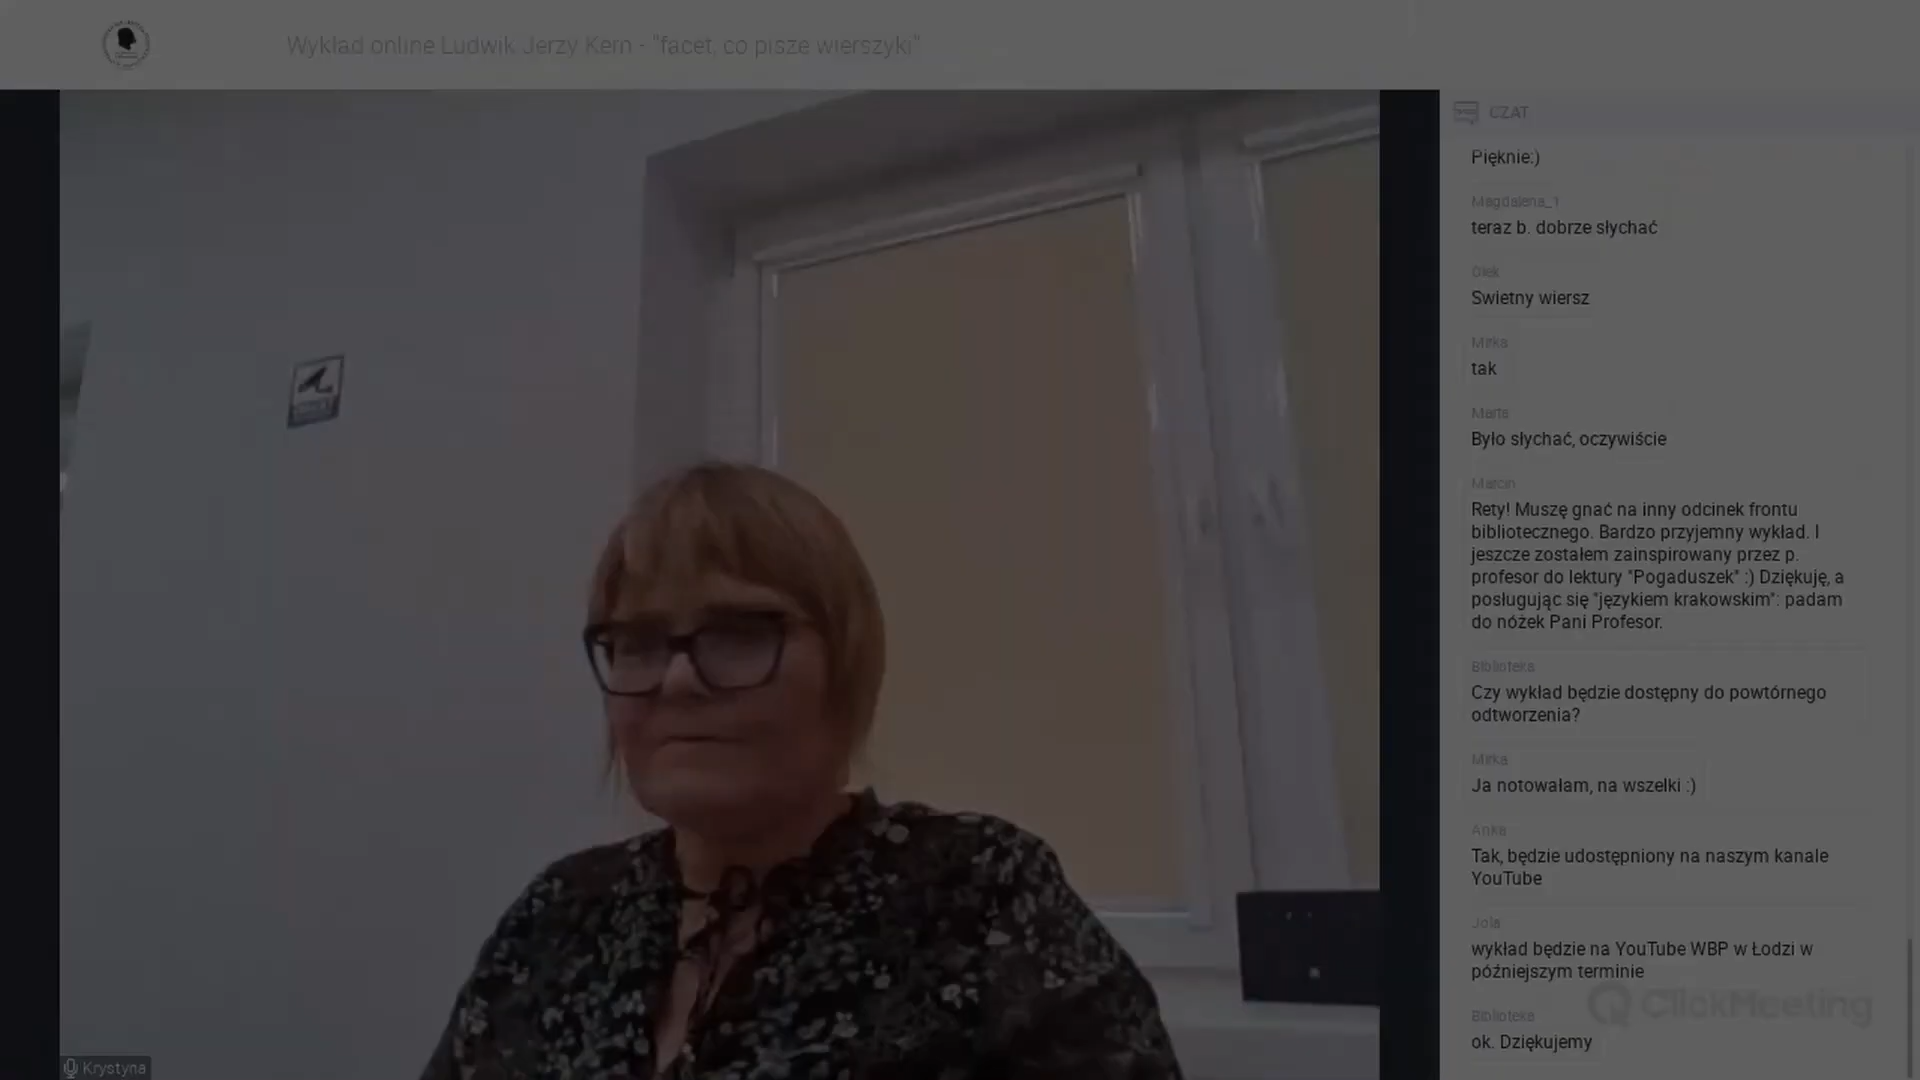 Wykład online Ludwik Jerzy Kern - "facet, co pisze wierszyki"
CZAT
Pięknie:)
Magdalena_1
teraz b. dobrze słychać
Olek
Swietny wiersz
Mirka
tak
Marta
Było słychać, oczywiście
Marcin
Rety! Muszę gnać na inny odcinek frontu
bibliotecznego. Bardzo przyjemny wykład. I
jeszcze zostałem zainspirowany przez p.
profesor do lektury "Pogaduszek" :) Dziękuję, a
posługując się "językiem krakowskim": padam
do nóżek Pani Profesor.
Biblioteka
Czy wykład będzie dostępny do powtórnego
odtworzenia?
Mirka
Ja notowałam, na wszelki :)
Anka
Tak, będzie udostępniony na naszym kanale
YouTube
Jola
wykład będzie na YouTube WBP w Łodzi w
późniejszym terminie
ClickMeeting
Biblioteka
ok. Dziękujemy
Krystyna